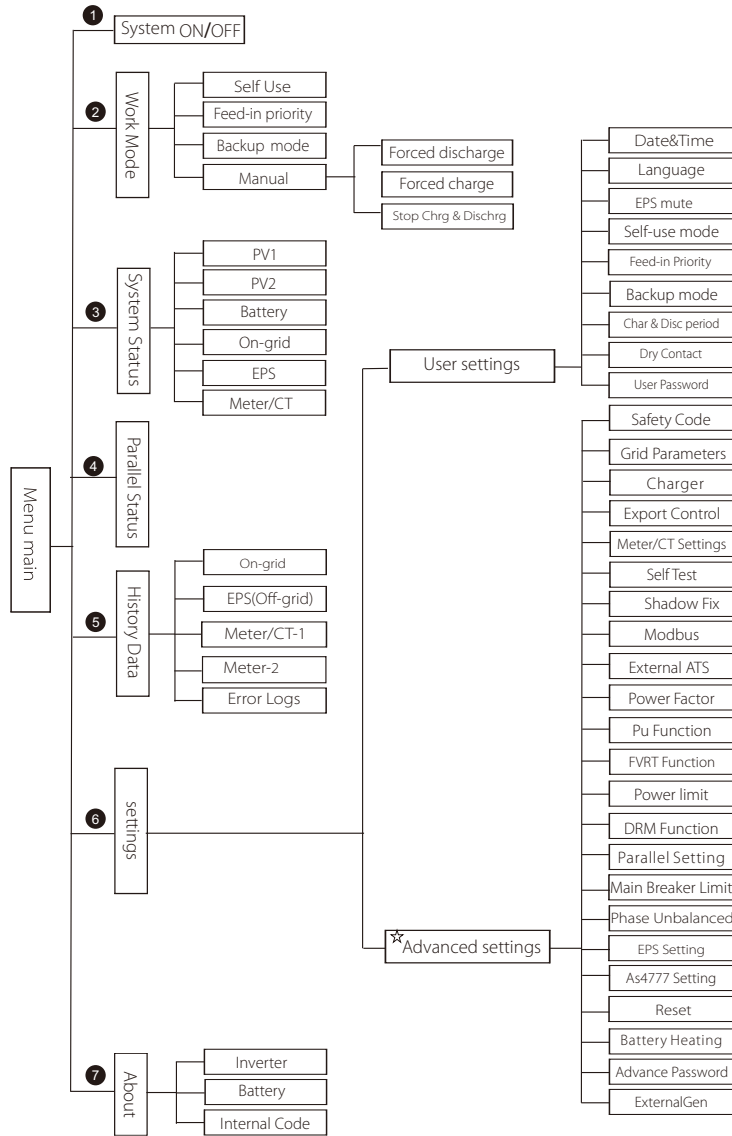 Menu main
1
System ON/OFF
2
Work Mode
Self Use
Feed-in priority
Backup mode
Manual
Forced discharge
Forced charge
Stop Chrg & Dischrg
3
System Status
PV1
PV2
Battery
On-grid
EPS
Meter/CT
4
Parallel Status
5
History Data
On-grid
EPS(Off-grid)
Meter/CT-1
Meter-2
Error Logs
6
settings
User settings
Date&Time
Language
EPS mute
Self-use mode
Feed-in Priority
Backup mode
Char & Disc period
Dry Contact
User Password
☆Advanced settings
Safety Code
Grid Parameters
Charger
Export Control
Meter/CT Settings
Self Test
Shadow Fix
Modbus
External ATS
Power Factor
Pu Function
FVRT Function
Power limit
DRM Function
Parallel Setting
Main Breaker Limit
Phase Unbalanced
EPS Setting
As4777 Setting
Reset
Battery Heating
Advance Password
ExternalGen
7
About
Inverter
Battery
Internal Code